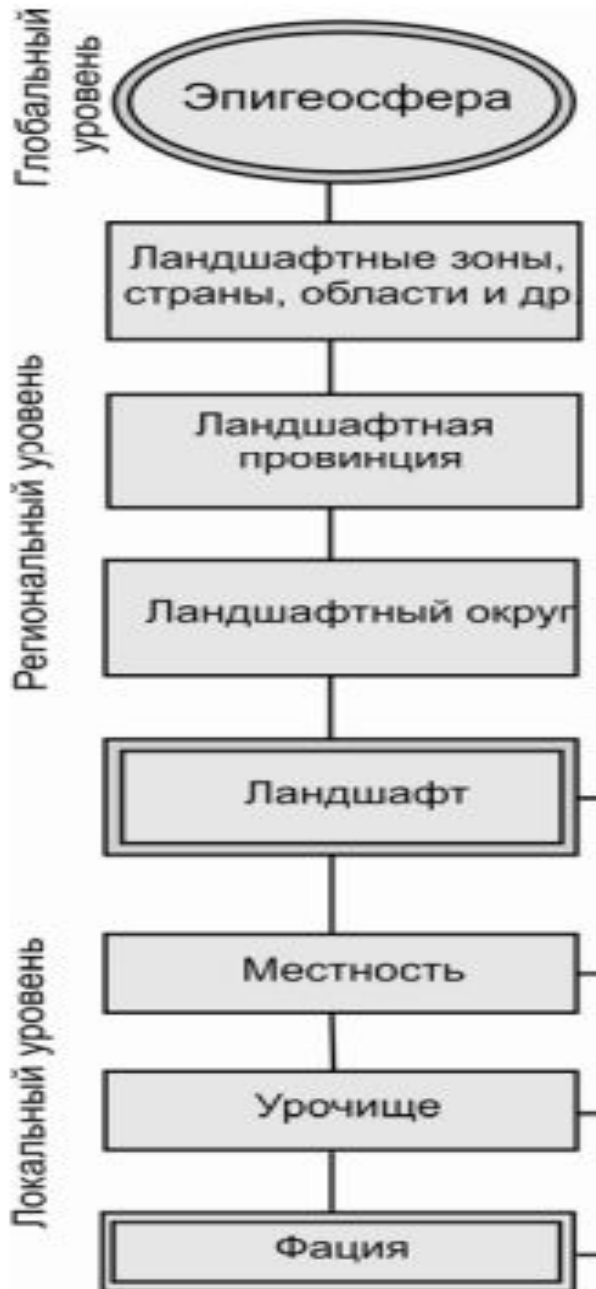 Глобальный
уровень
Эпигеосфера
Ландшафтные зоны,
страны, области и др.
Региональный уровень
Ландшафтная
провинция
Ландшафтный округ
Ландшафт
Локальный уровень
Местность
Урочище
Фация